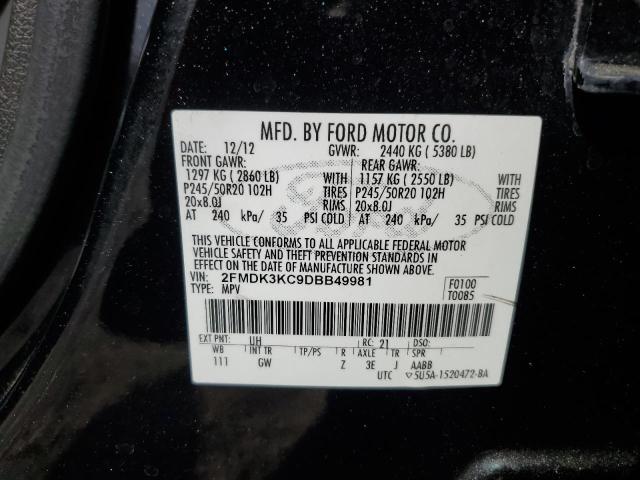 MFD. BY FORD MOTOR CO.
DATE: 12/12 GVWR: 2440 KG ( 5380 LB)
FRONT GAWR: REAR GAWR:
1297 KG ( 2860 LB) WITH 1157 KG ( 2550 LB) WITH
P245/50R20 102H TIRES P245/50R20 102H TIRES
20x8.0J RIMS 20x8.0J RIMS
AT 240 kPa/ 35 PSI COLD AT 240 kPa/ 35 PSI COLD
THIS VEHICLE CONFORMS TO ALL APPLICABLE FEDERAL MOTOR
VEHICLE SAFETY AND THEFT PREVENTION STANDARDS IN
EFFECT ON THE DATE OF MANUFACTURE SHOWN ABOVE.
VIN: 2FMDK3KC9DBB49981 F0100
TYPE: MPV T0085
EXT PNT: UH RC: 21 DSO:
WB INT TR TP/PS R AXLE TR SPR
111 GW Z 3E J AABB
UTC ▽5U5A-1520472-BA